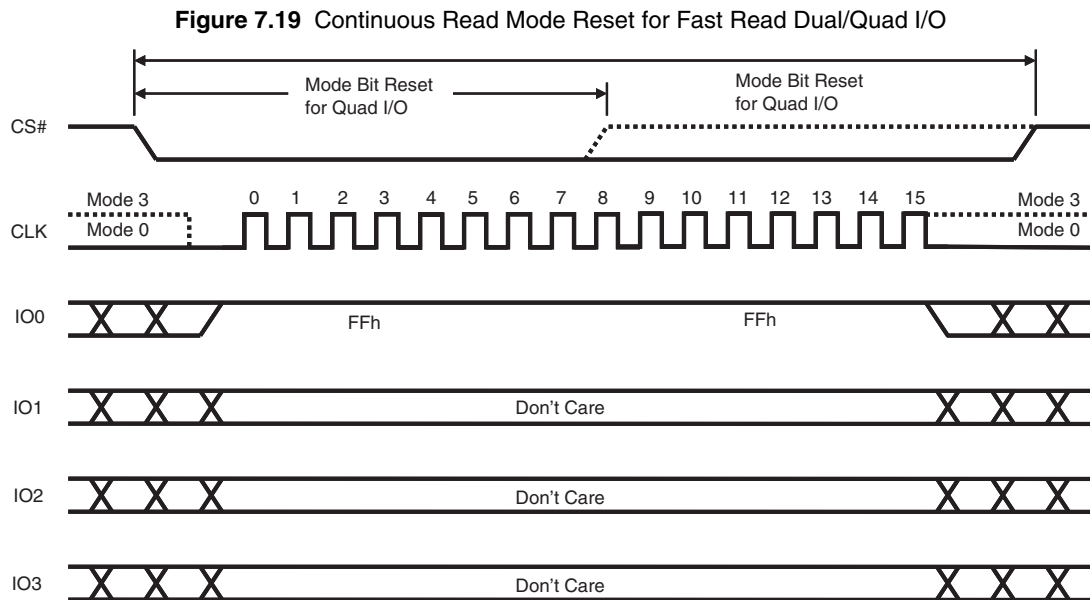 Figure 7.19 Continuous Read Mode Reset for Fast Read Dual/Quad I/O
Mode Bit Reset
for Quad I/O
Mode Bit Reset
for Quad I/O
CS#
Mode 3
Mode 0
0 1 2 3 4 5 6 7 8 9 10 11 12 13 14 15
Mode 3
Mode 0
CLK
IO0
FFh
FFh
IO1
Don't Care
IO2
Don't Care
IO3
Don't Care